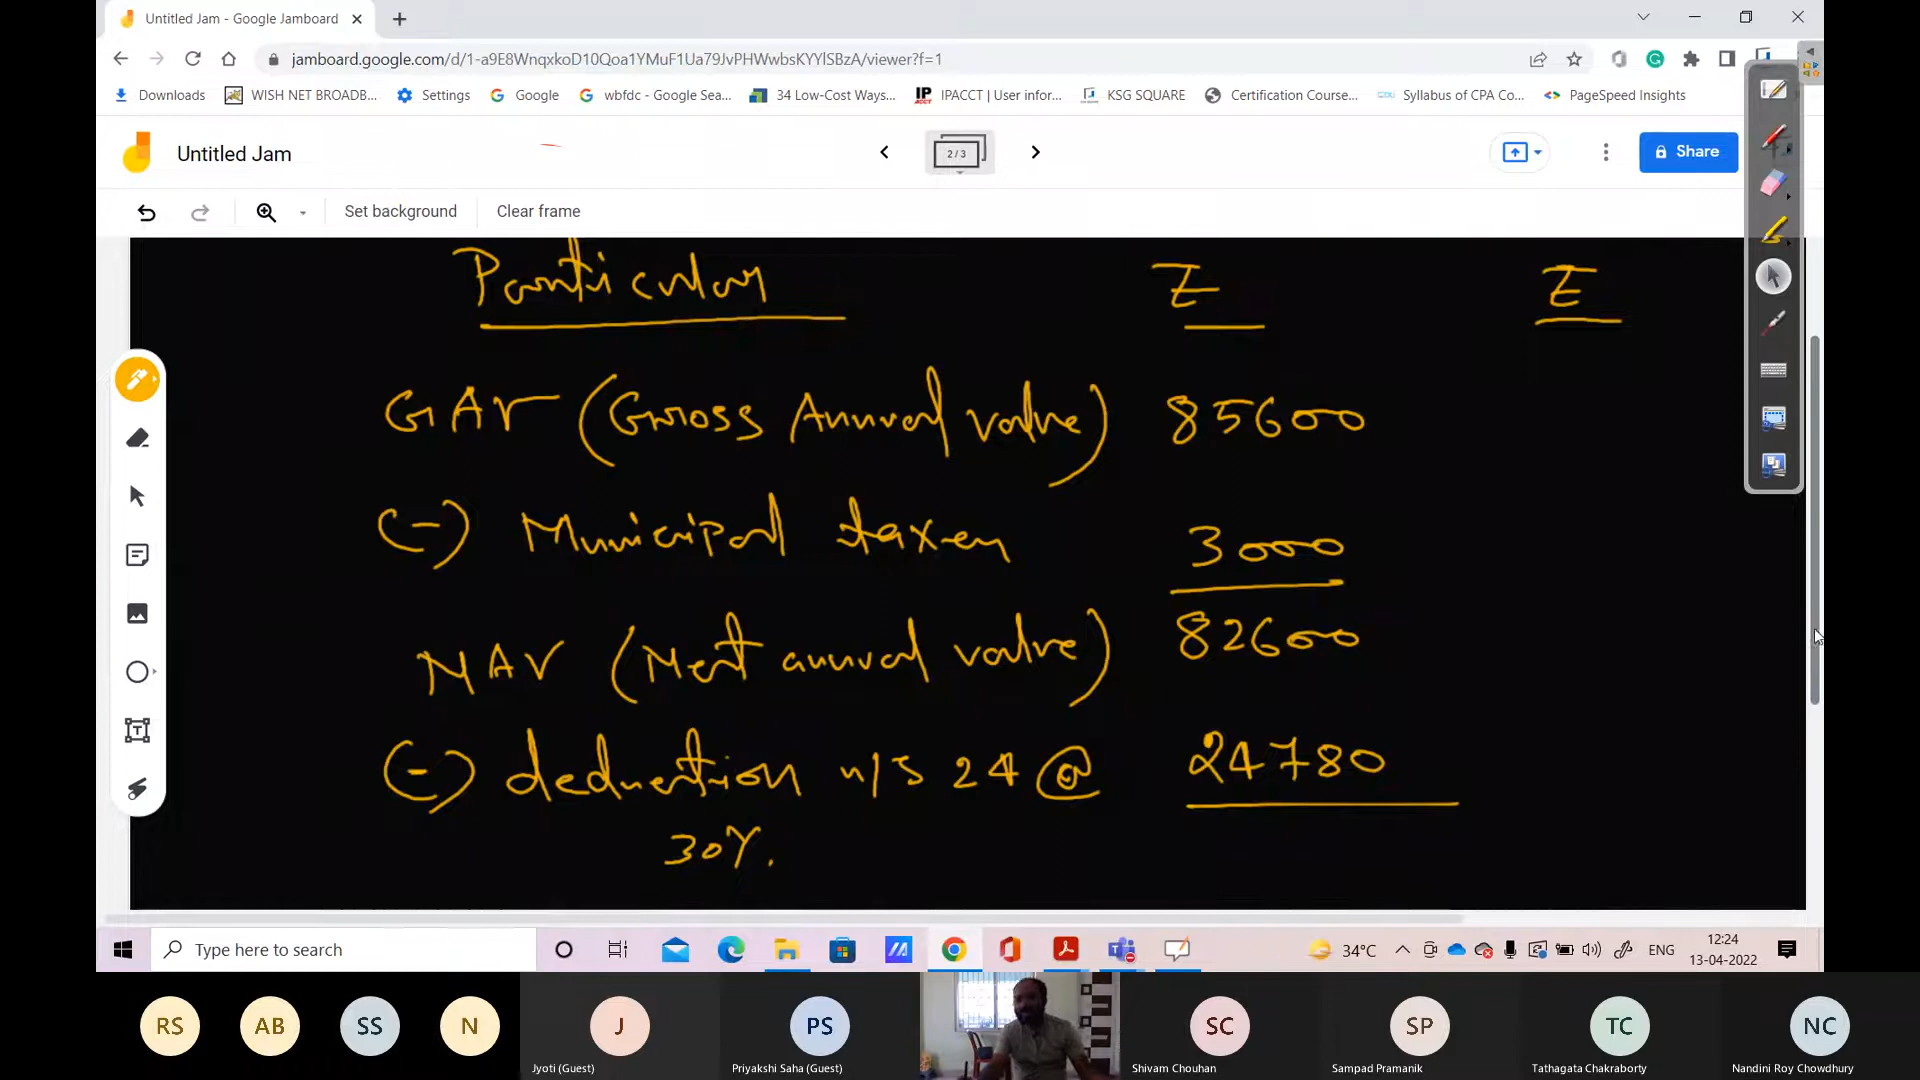 Untitled Jam - Google Jamboard
jamboard.google.com/d/1-a9E8WnqxkoD10Qoa1YMuF1Ua79JvPHWwbsKYYlSBzA/viewer?f=1
Downloads WISH NET BROADB... Settings Google wbfdc - Google Sea... 34 Low-Cost Ways... IPACCT | User infor... KSG SQUARE Certification Course... Syllabus of CPA Co... PageSpeed Insights
Untitled Jam 2 / 3 Share
Set background Clear frame
Particular
GAV (Gross Annual value) 85600
(-) Municipal taxes 3000
NAV (Net annual value) 82600
(-) deduction u/s 24 @ 24780
30%.
Type here to search 34°C ENG 12:24
13-04-2022
RS AB SS N J PS SC SP TC NC
Jyoti (Guest) Priyakshi Saha (Guest) Shivam Chouhan Sampad Pramanik Tathagata Chakraborty Nandini Roy Chowdhury